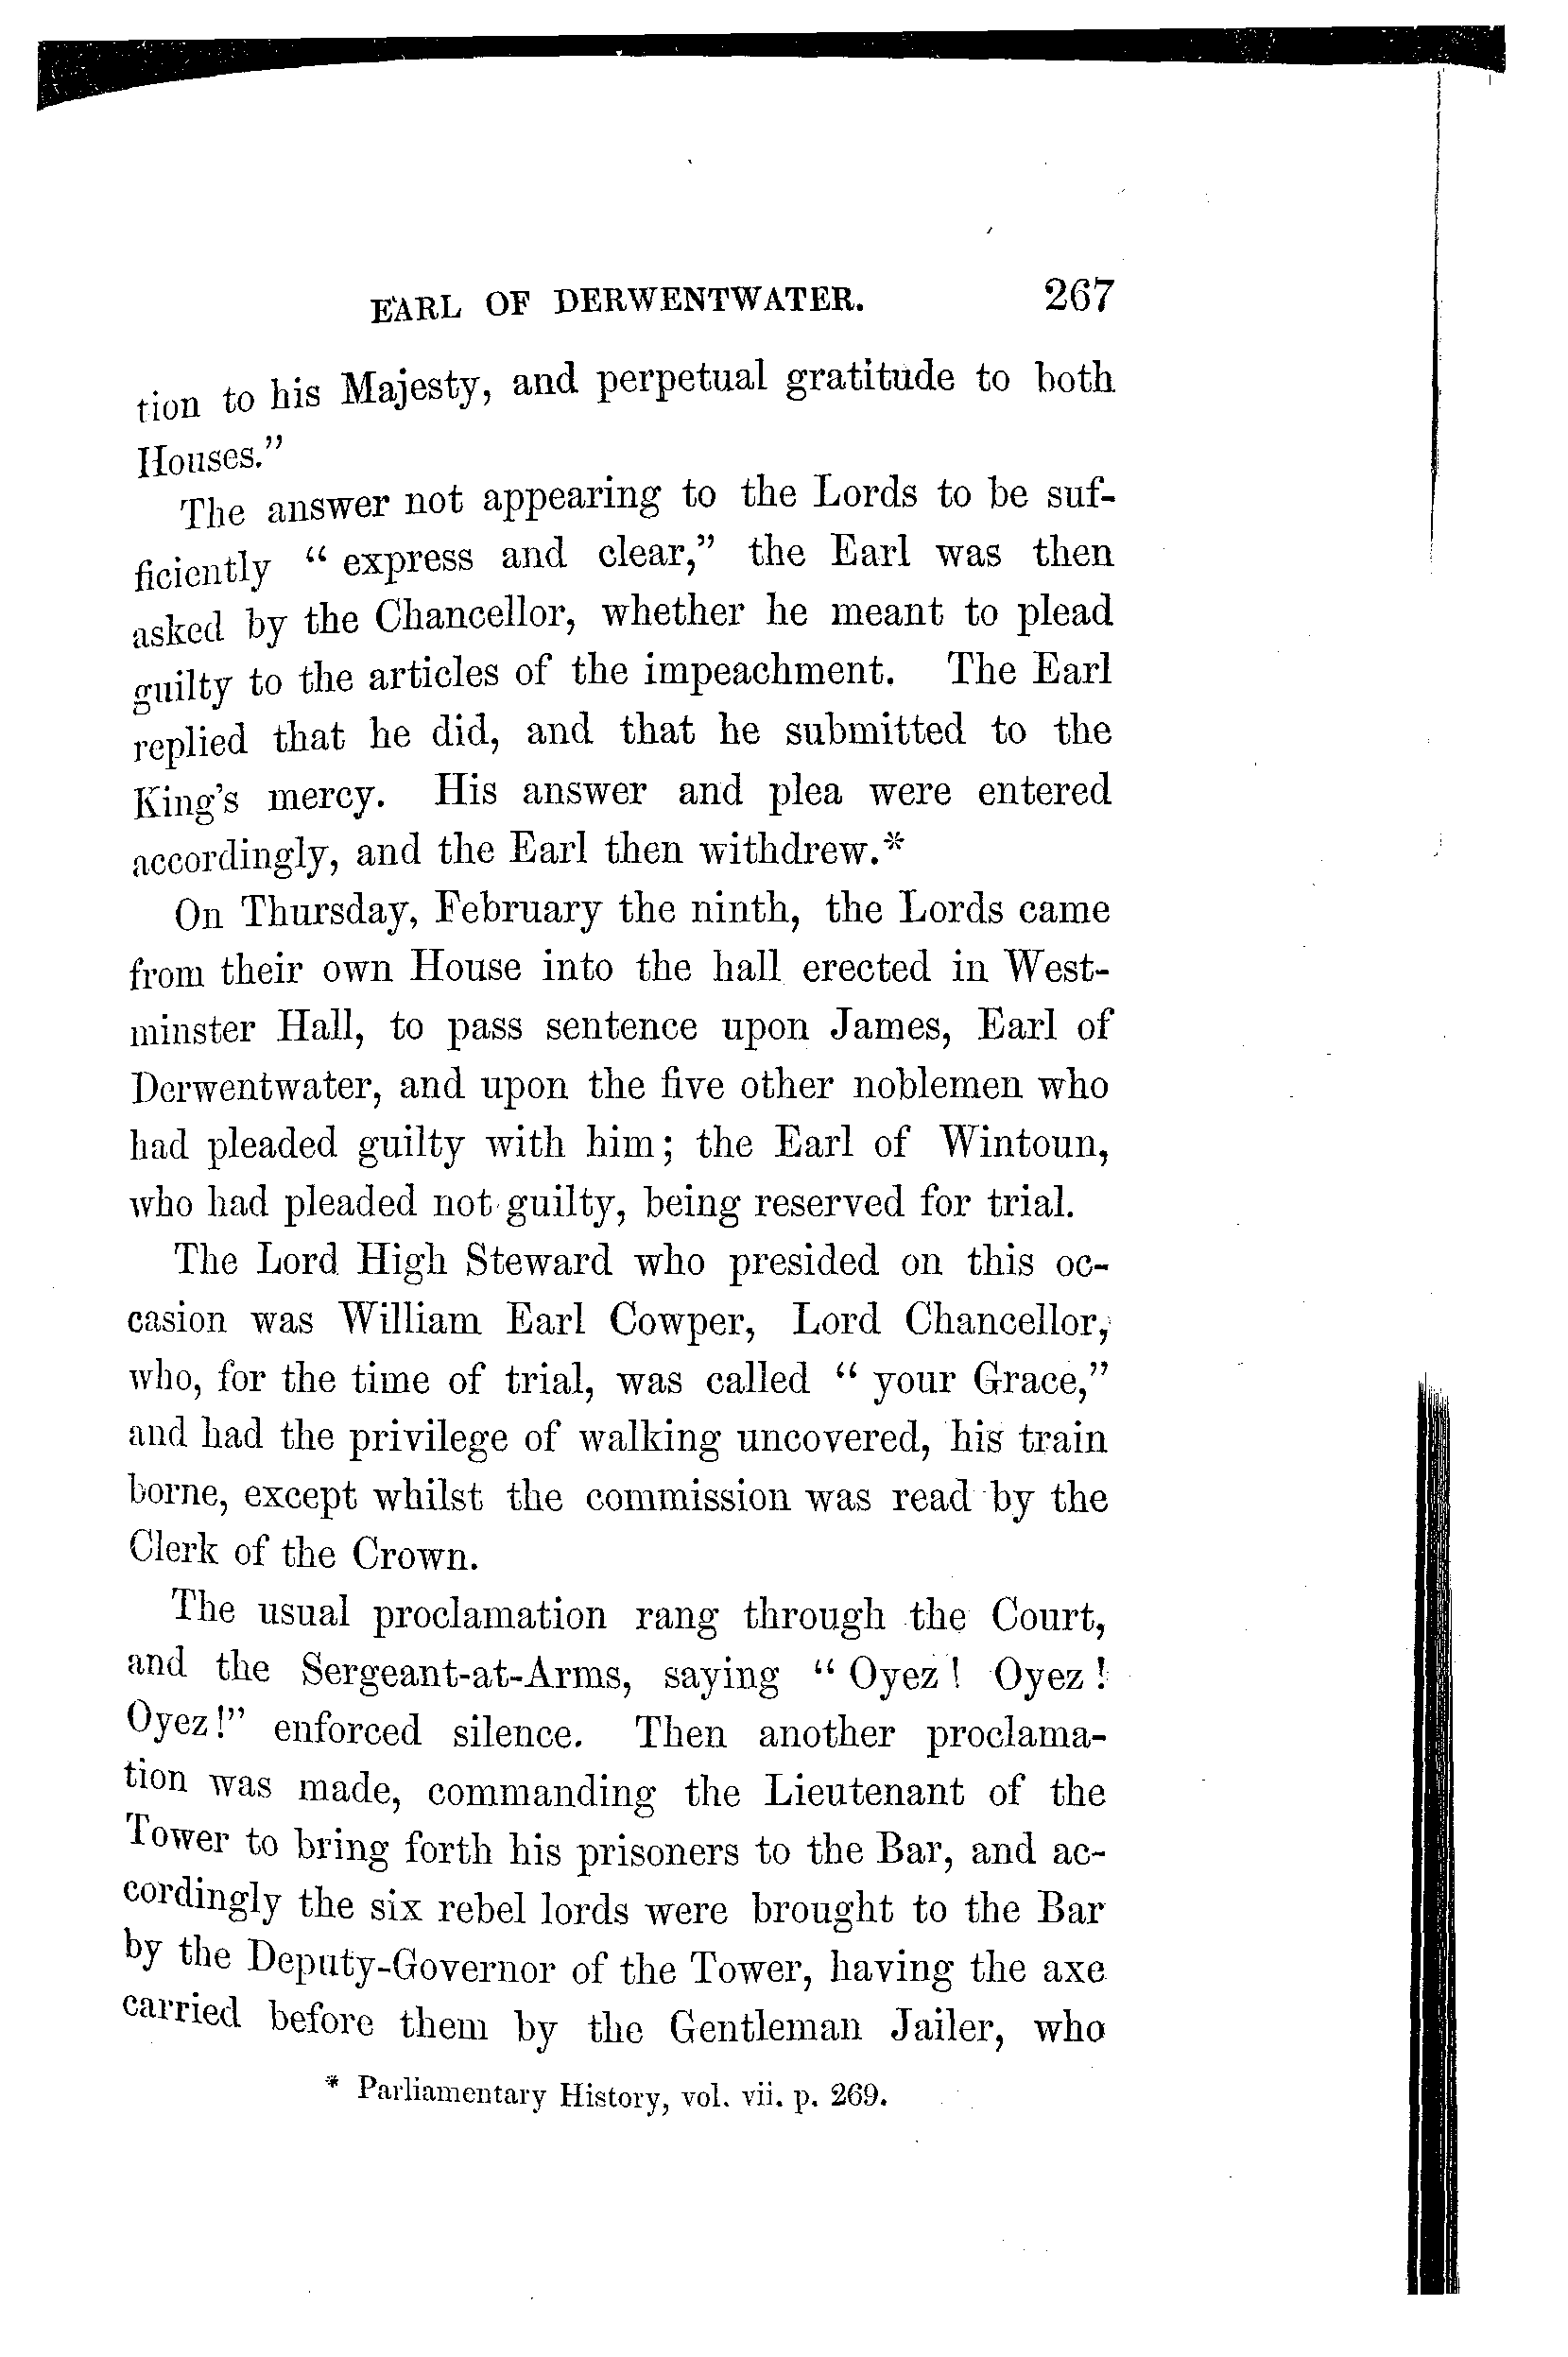 EARL OF DERWENTWATER. 267
tion to his Majesty, and perpetual gratitude to both
Houses."
The answer not appearing to the Lords to be suf-
ficiently " express and clear," the Earl was then
asked by the Chancellor, whether he meant to plead
guilty to the articles of the impeachment. The Earl
replied that he did, and that he submitted to the
King's mercy. His answer and plea were entered
accordingly, and the Earl then withdrew.*
On Thursday, February the ninth, the Lords came
from their own House into the hall erected in West-
minster Hall, to pass sentence upon James, Earl of
Derwentwater, and upon the five other noblemen who
had pleaded guilty with him; the Earl of Wintoun,
who had pleaded not guilty, being reserved for trial.
The Lord High Steward who presided on this oc-
casion was William Earl Cowper, Lord Chancellor,
who, for the time of trial, was called " your Grace,"
and had the privilege of walking uncovered, his train
borne, except whilst the commission was read by the
Clerk of the Crown.
The usual proclamation rang through the Court,
and the Sergeant-at-Arms, saying " Oyez! Oyez!
Oyez!" enforced silence. Then another proclama-
tion was made, commanding the Lieutenant of the
Tower to bring forth his prisoners to the Bar, and ac-
cordingly the six rebel lords were brought to the Bar
by the Deputy-Governor of the Tower, having the axe
carried before them by the Gentleman Jailer, who
* Parliamentary History, vol. vii. p. 269.